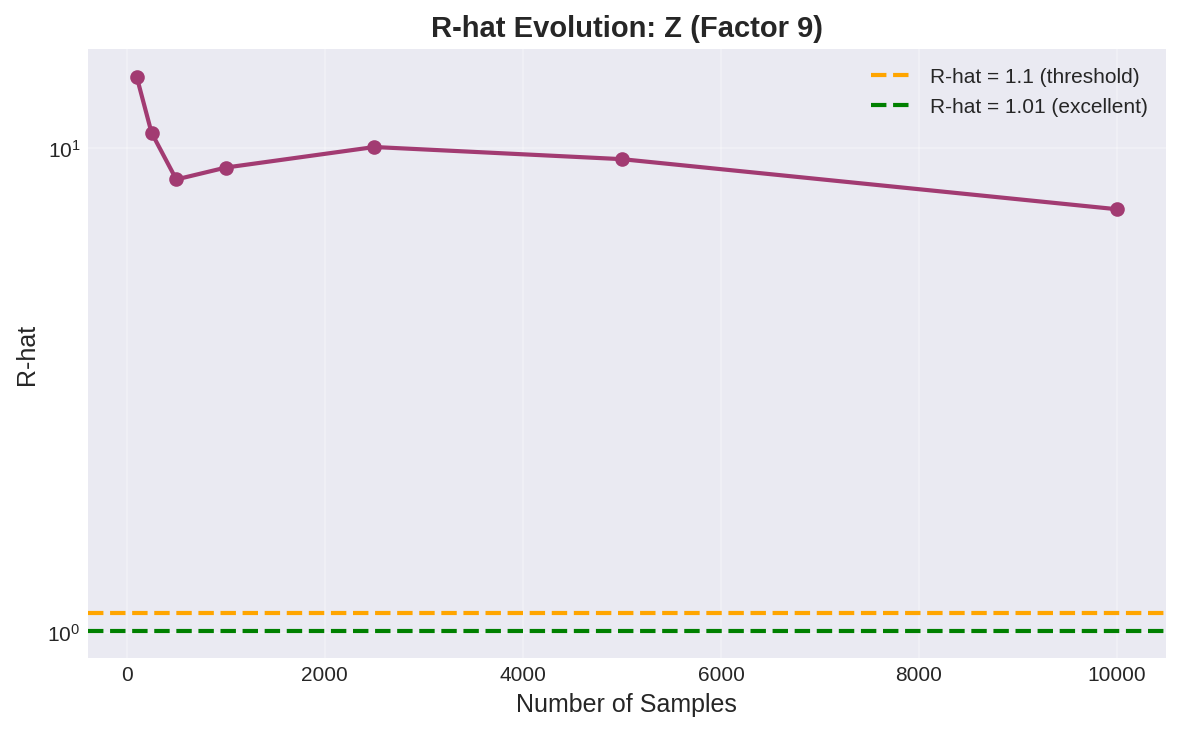 R-hat Evolution: Z (Factor 9)
R-hat = 1.1 (threshold)
R-hat = 1.01 (excellent)
10¹
10⁰
R-hat
0 2000 4000 6000 8000 10000
Number of Samples